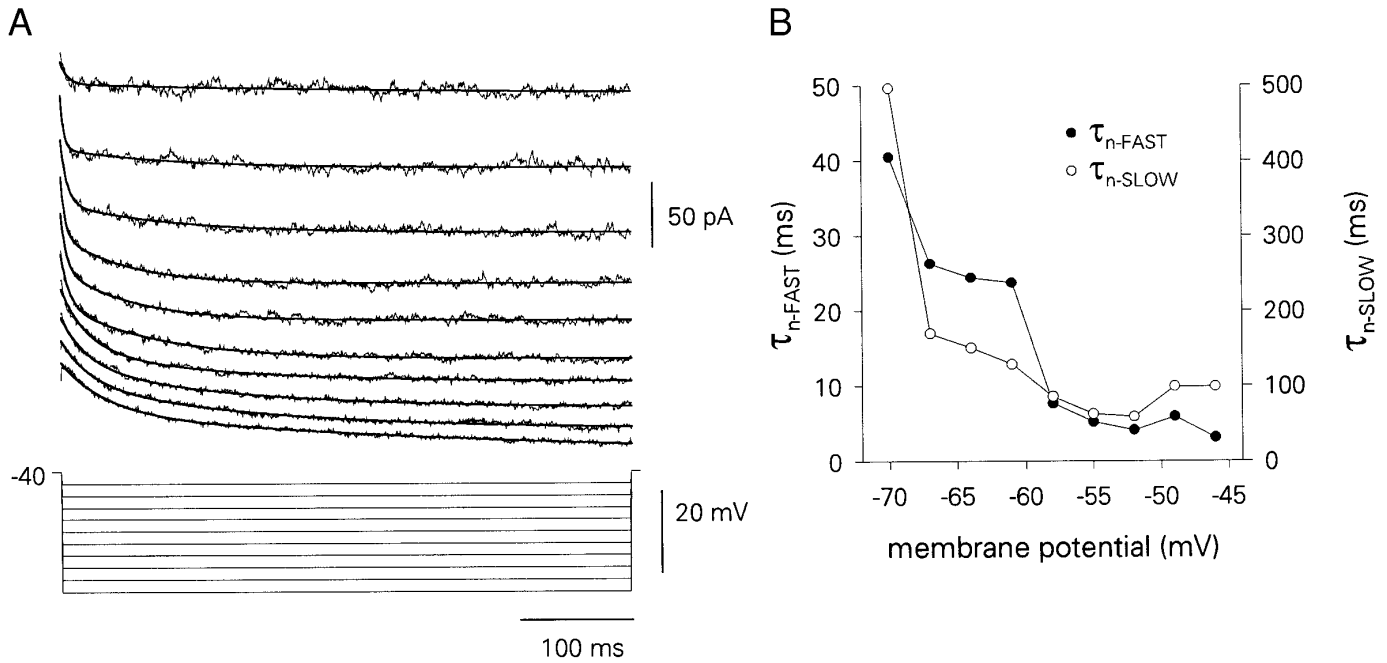 A
50 pA
-40
20 mV
100 ms
B
50
40
30
20
10
0
τn-FAST (ms)
τn-FAST
τn-SLOW
500
400
300
200
100
0
τn-SLOW (ms)
-70 -65 -60 -55 -50 -45
membrane potential (mV)